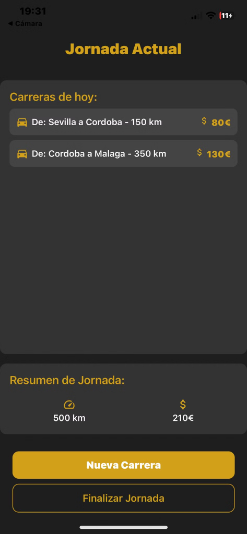 19:31
11
◂ Cámara
Jornada Actual
Carreras de hoy:
De: Sevilla a Cordoba - 150 km $ 80€
De: Cordoba a Malaga - 350 km $ 130€
Resumen de Jornada:
$
500 km 210€
Nueva Carrera
Finalizar Jornada